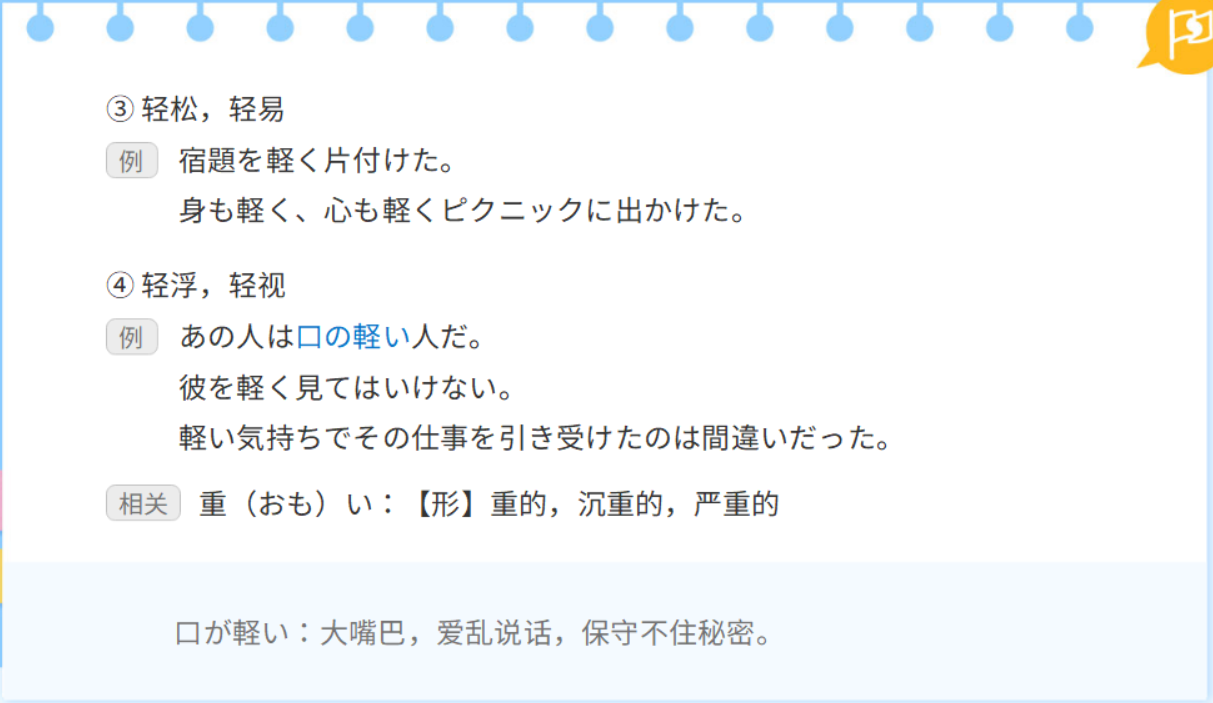 ③ 轻松，轻易
例 宿題を軽く片付けた。
身も軽く、心も軽くピクニックに出かけた。
④ 轻浮，轻视
例 あの人は口の軽い人だ。
彼を軽く見てはいけない。
軽い気持ちでその仕事を引き受けたのは間違いだった。
相关 重（おも）い：【形】重的，沉重的，严重的
口が軽い：大嘴巴，爱乱说话，保守不住秘密。